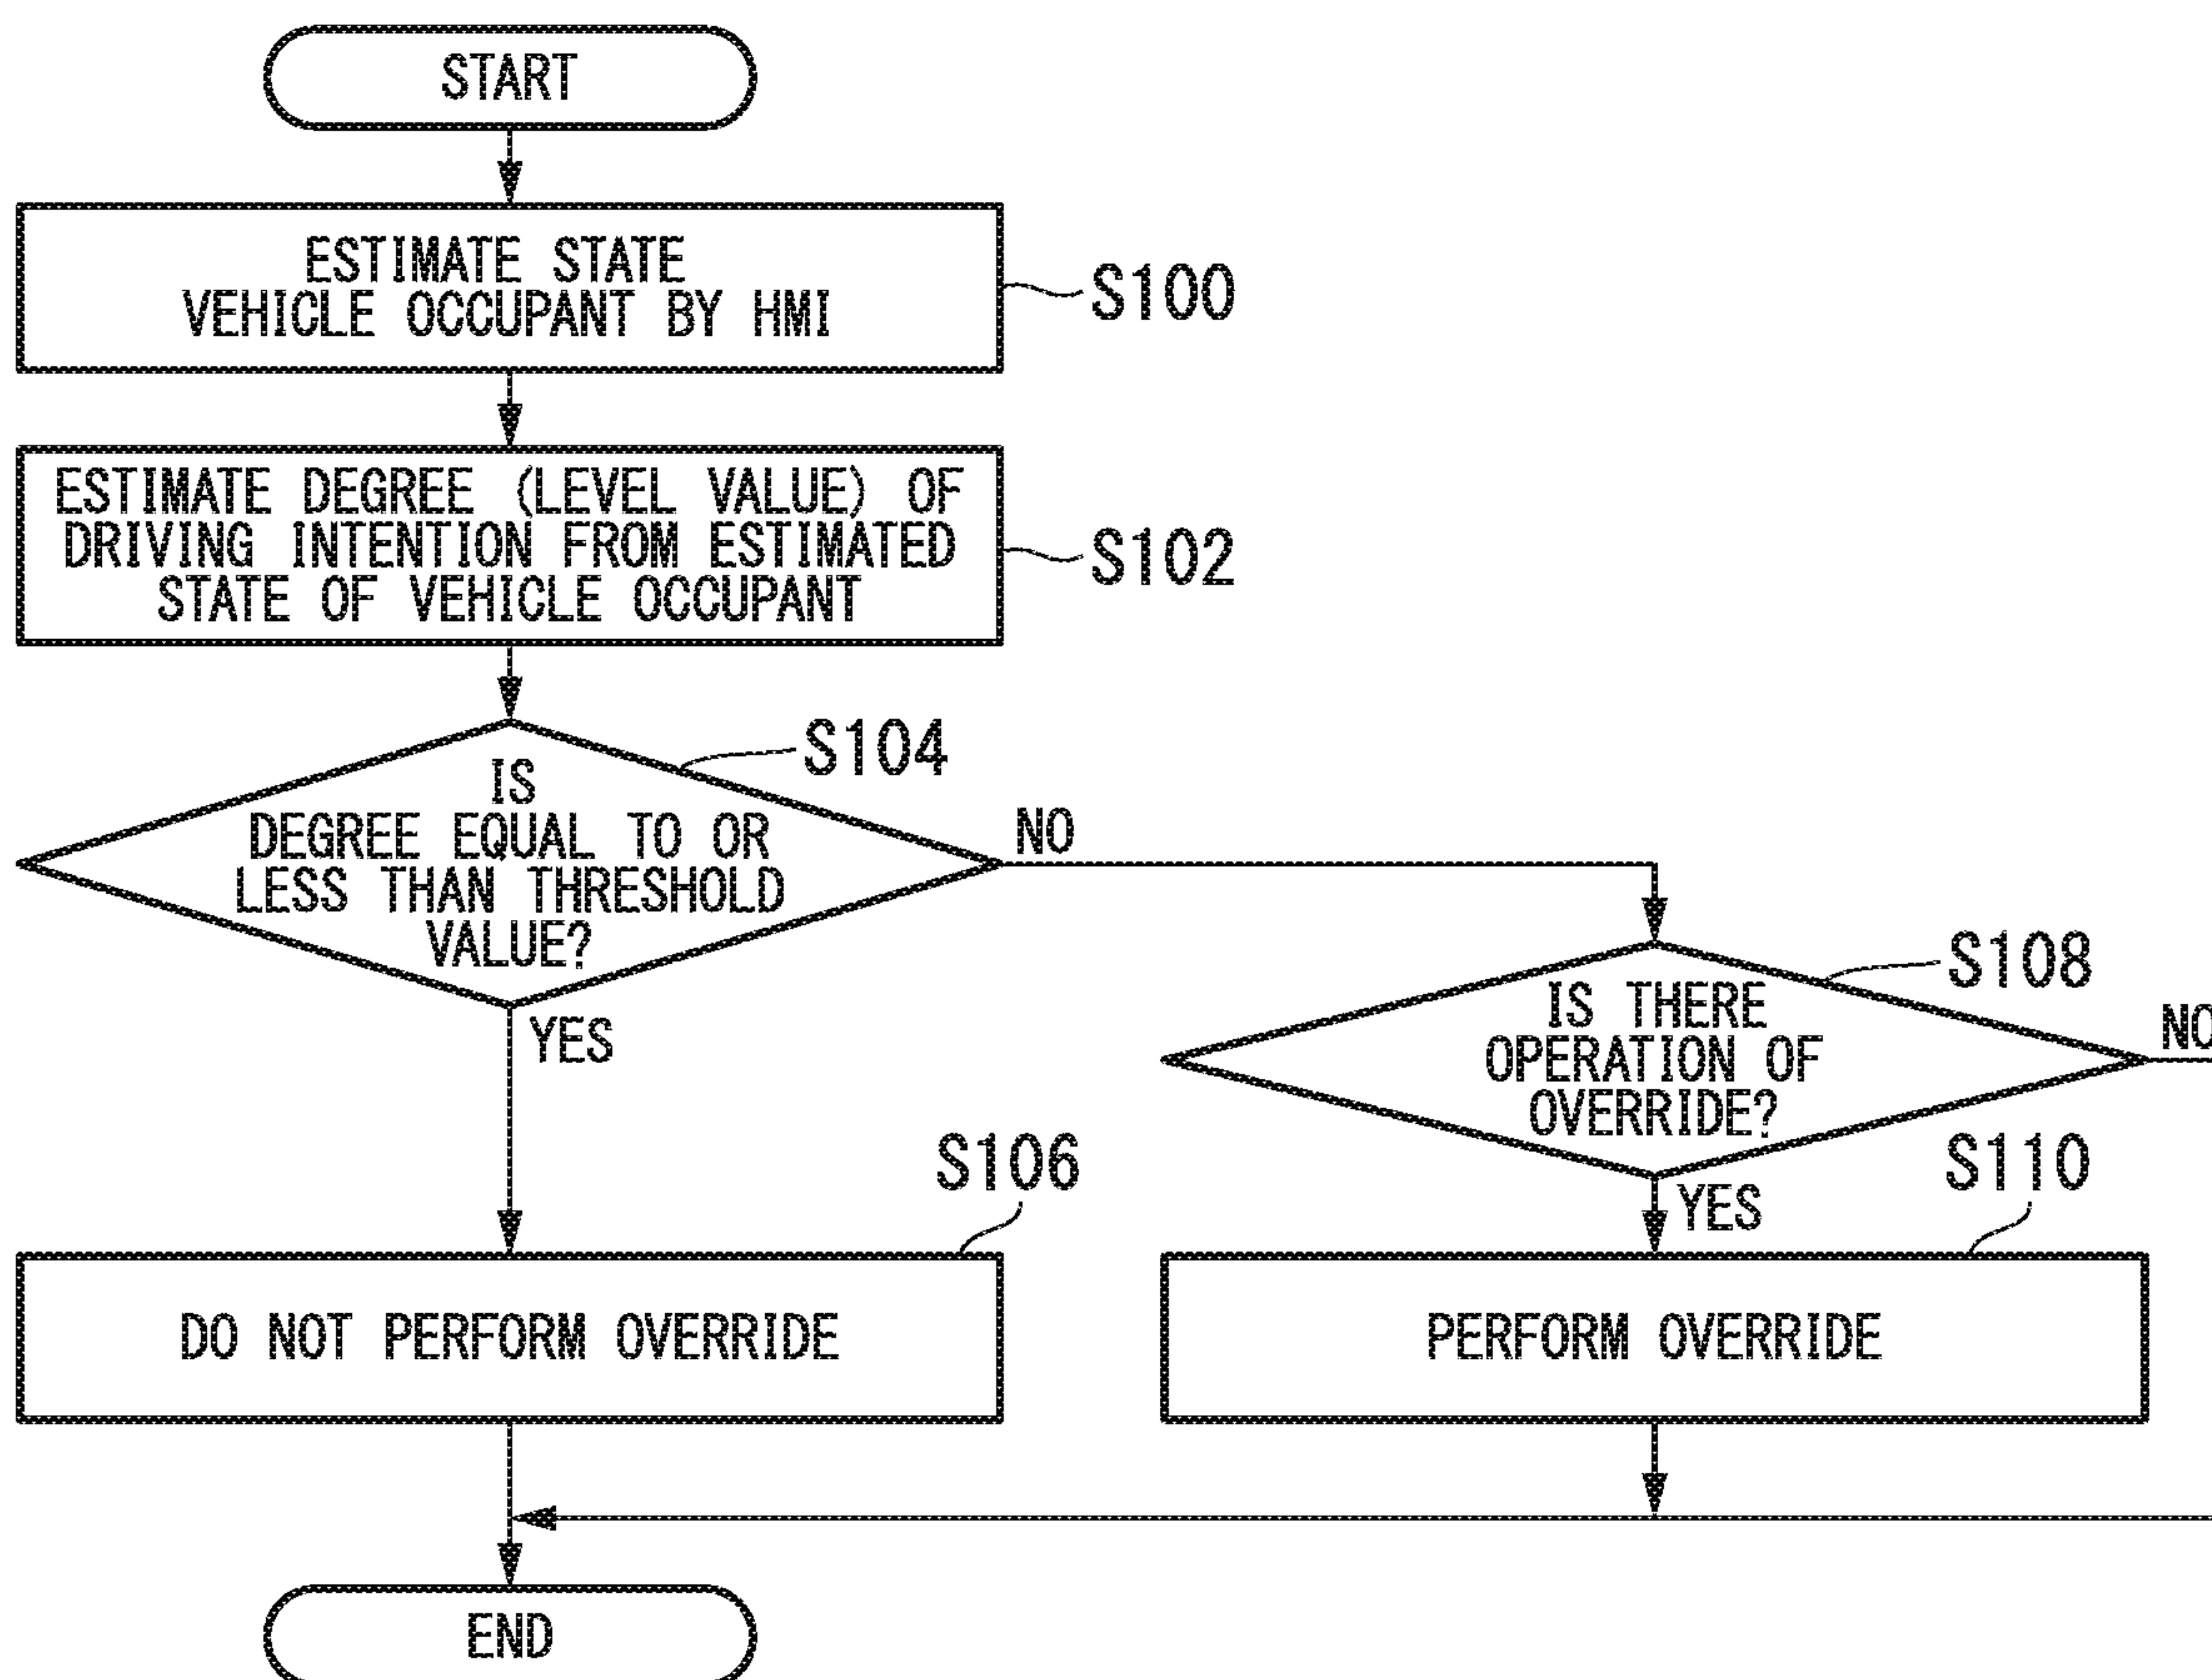 START
ESTIMATE STATE
VEHICLE OCCUPANT BY HMI
S100
ESTIMATE DEGREE (LEVEL VALUE) OF
DRIVING INTENTION FROM ESTIMATED
STATE OF VEHICLE OCCUPANT
S102
S104
IS
DEGREE EQUAL TO OR
LESS THAN THRESHOLD
VALUE?
NO
YES
S108
IS THERE
OPERATION OF
OVERRIDE?
NO
YES
S106
DO NOT PERFORM OVERRIDE
S110
PERFORM OVERRIDE
END